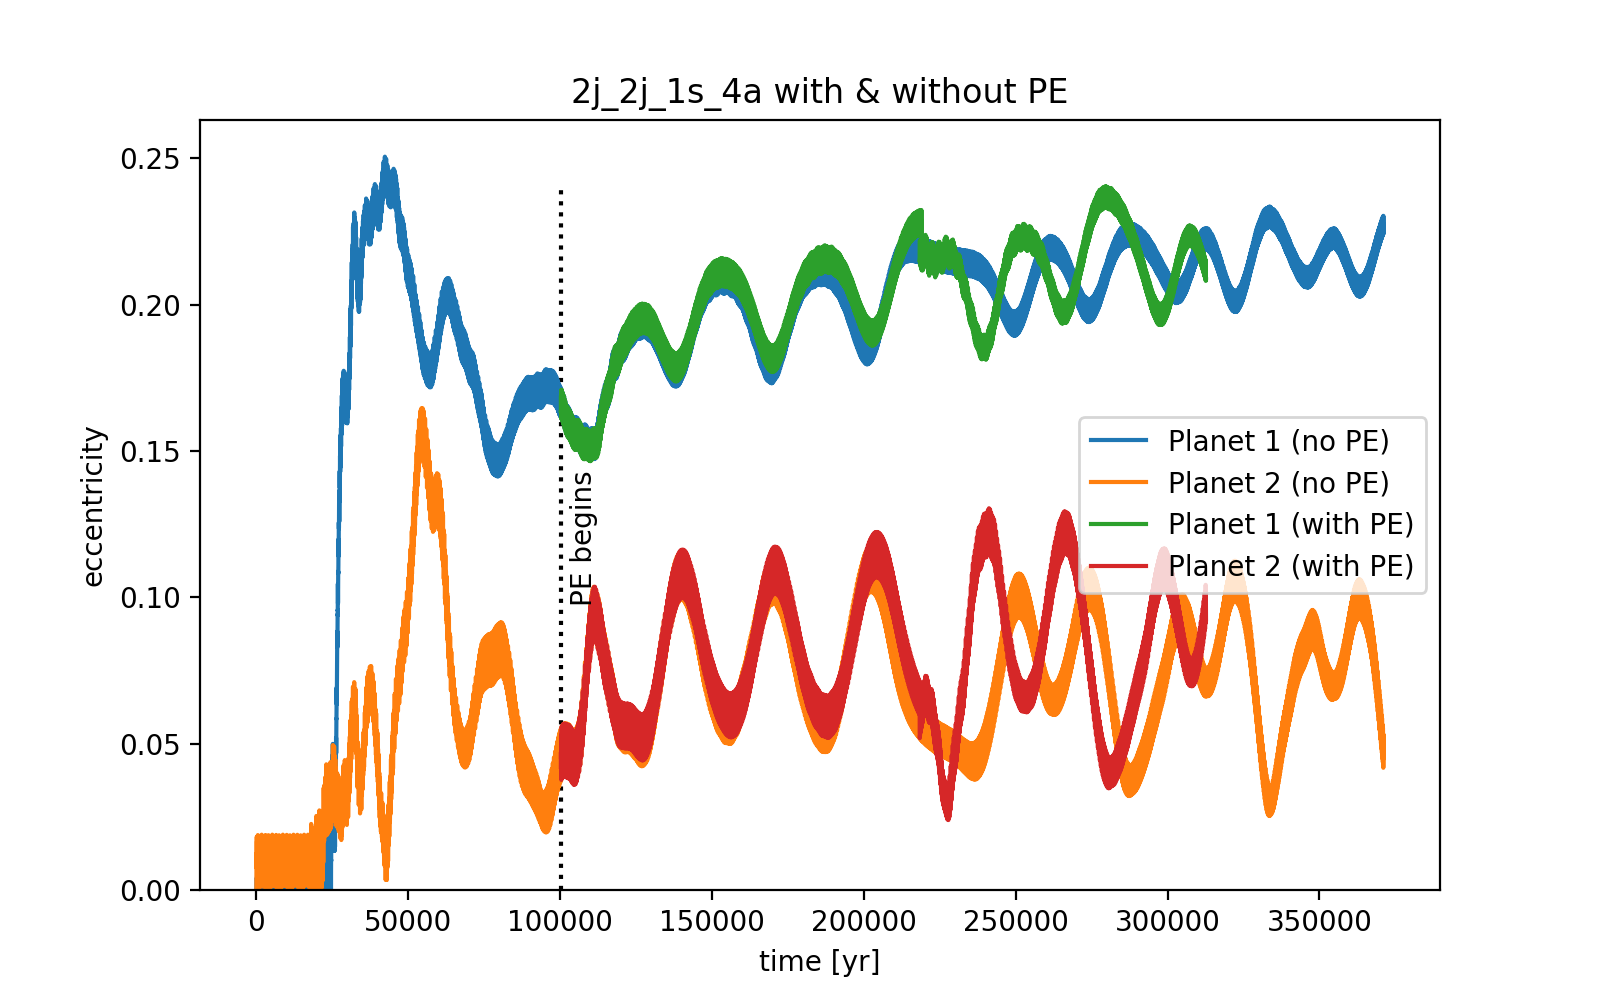 2j_2j_1s_4a with & without PE
0.25
0.20
0.15
0.10
0.05
0.00
eccentricity
PE begins
Planet 1 (no PE)
Planet 2 (no PE)
Planet 1 (with PE)
Planet 2 (with PE)
0 50000 100000 150000 200000 250000 300000 350000
time [yr]